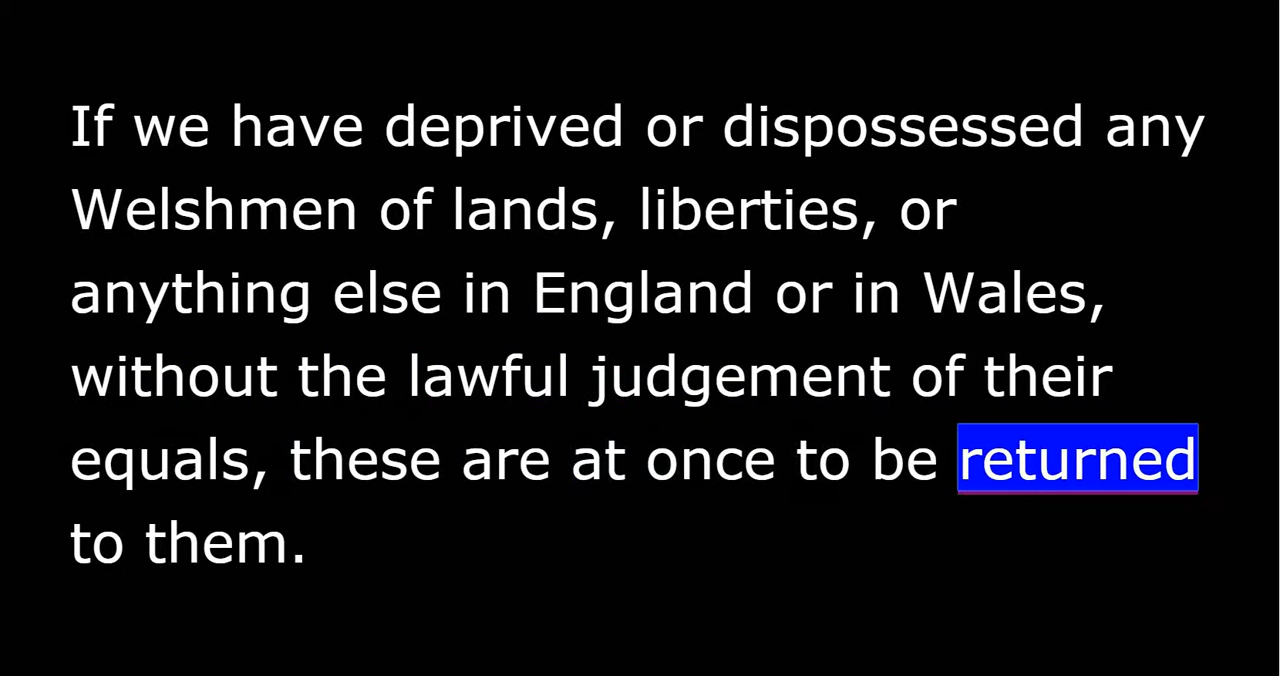 If we have deprived or dispossessed any
Welshmen of lands, liberties, or
anything else in England or in Wales,
without the lawful judgement of their
equals, these are at once to be returned
to them.